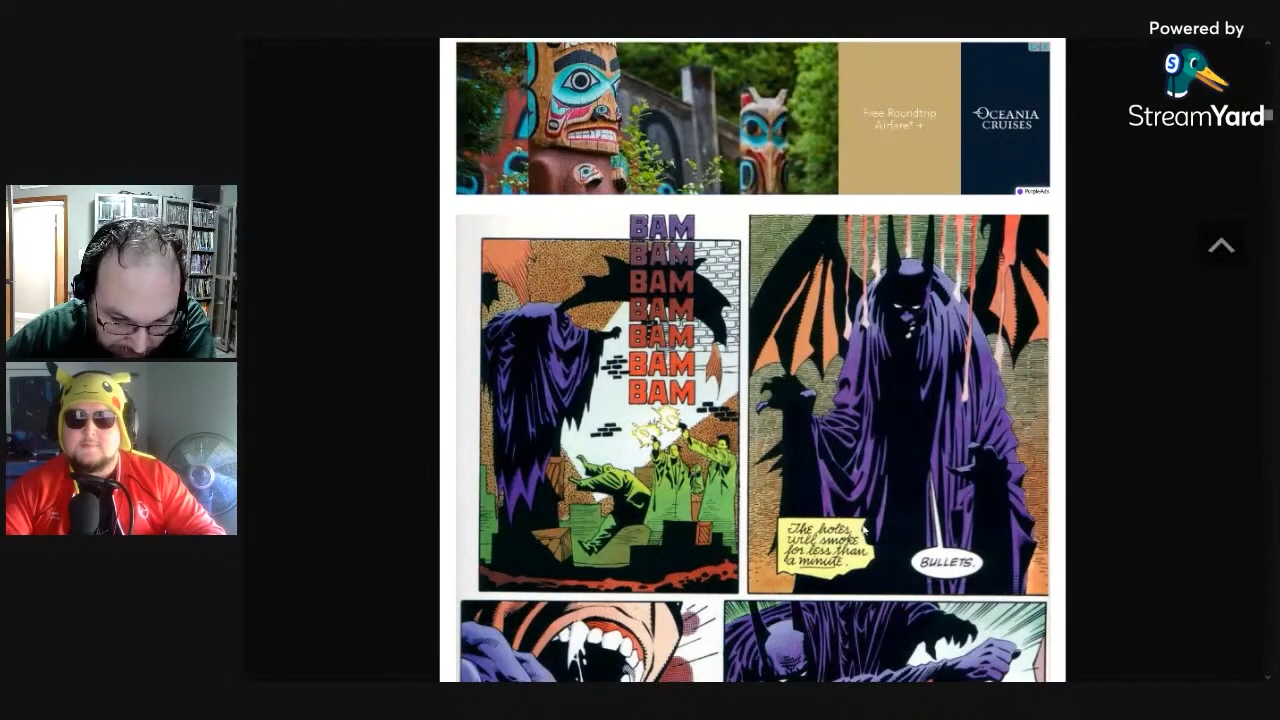 Powered by
StreamYard
Free Roundtrip
Airfare* +
OCEANIA
CRUISES
PurpleAds
BAM
BAM
BAM
BAM
BAM
BAM
BAM
The holes
will smoke
for less than
a minute.
BULLETS.